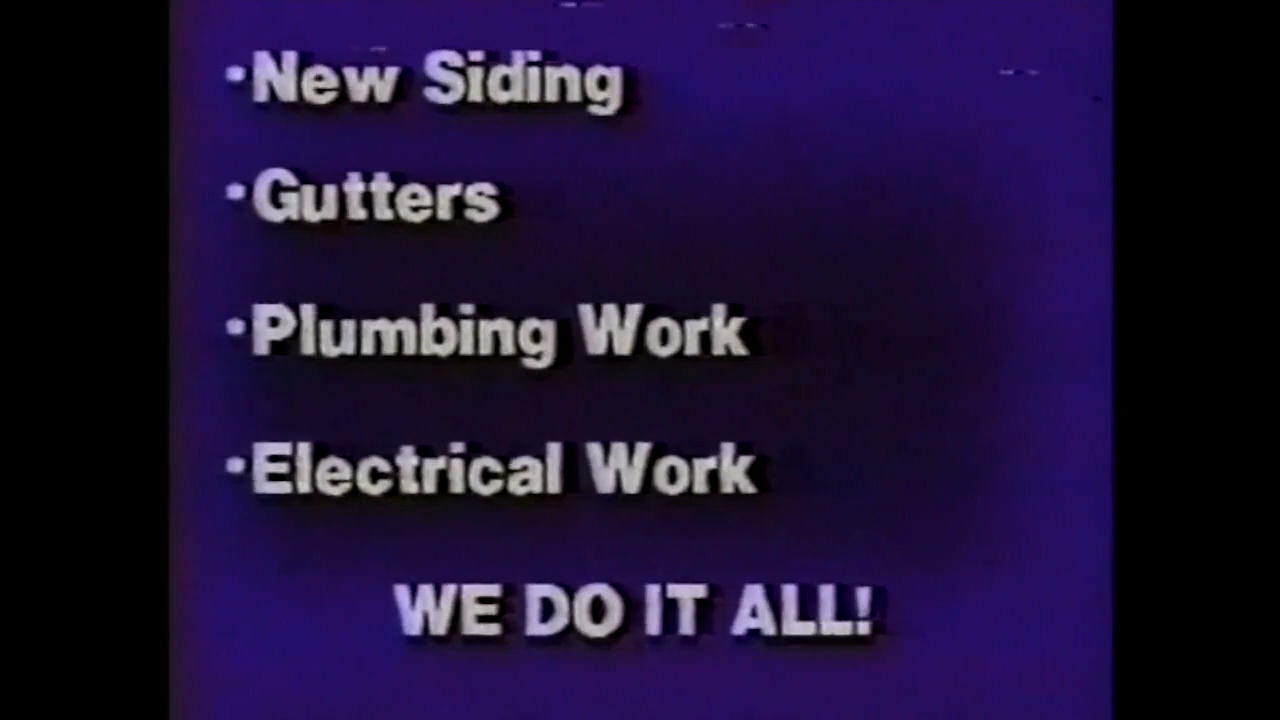 ·New Siding
·Gutters
·Plumbing Work
·Electrical Work
WE DO IT ALL!